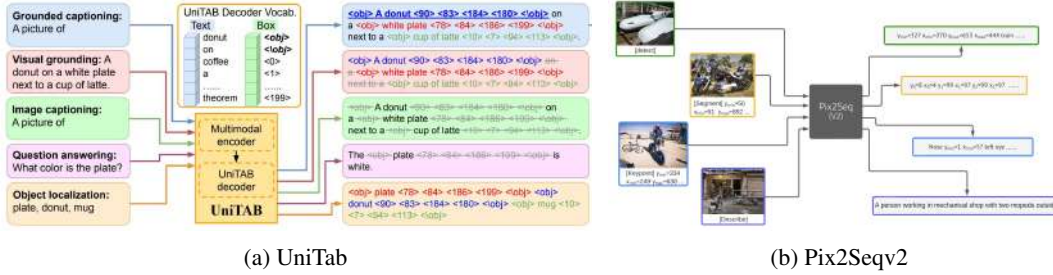 Grounded captioning:
A picture of
Visual grounding: A
donut on a white plate
next to a cup of latte.
Image captioning:
A picture of
Question answering:
What color is the plate?
Object localization:
plate, donut, mug
UniTAB Decoder Vocab.
Text Box
donut <obj>
on <\obj>
coffee <0>
a <1>
...... ......
theorem <199>
Multimodal
encoder
UniTAB
decoder
UniTAB
<obj> A donut <90> <83> <184> <180> <\obj> on
a <obj> white plate <78> <84> <186> <199> <\obj>
next to a <obj> cup of latte <10> <7> <94> <113> <\obj>.
<obj> A donut <90> <83> <184> <180> <\obj> on
a <obj> white plate <78> <84> <186> <199> <\obj>
next to a <obj> cup of latte <10> <7> <94> <113> <\obj>.
<obj> A donut <90> <83> <184> <180> <\obj> on
a <obj> white plate <78> <84> <186> <199> <\obj>
next to a <obj> cup of latte <10> <7> <94> <113> <\obj>.
The <obj> plate <78> <84> <186> <199> <\obj> is
white.
<obj> plate <78> <84> <186> <199> <\obj> <obj>
donut <90> <83> <184> <180> <\obj> <obj> mug <10>
<7> <94> <113> <\obj>
(a) UniTab
[detect]
[Describe]
Pix2Seq
(V2)
A person working in mechanical shop with two mopeds outside
(b) Pix2Seqv2